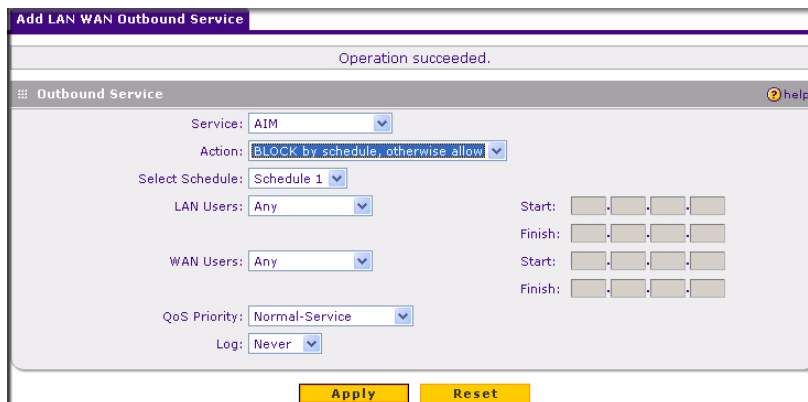 Add LAN WAN Outbound Service
Operation succeeded.
Outbound Service
help
Service: AIM
Action: BLOCK by schedule, otherwise allow
Select Schedule: Schedule 1
LAN Users: Any Start:
Finish:
WAN Users: Any Start:
Finish:
QoS Priority: Normal-Service
Log: Never
Apply Reset